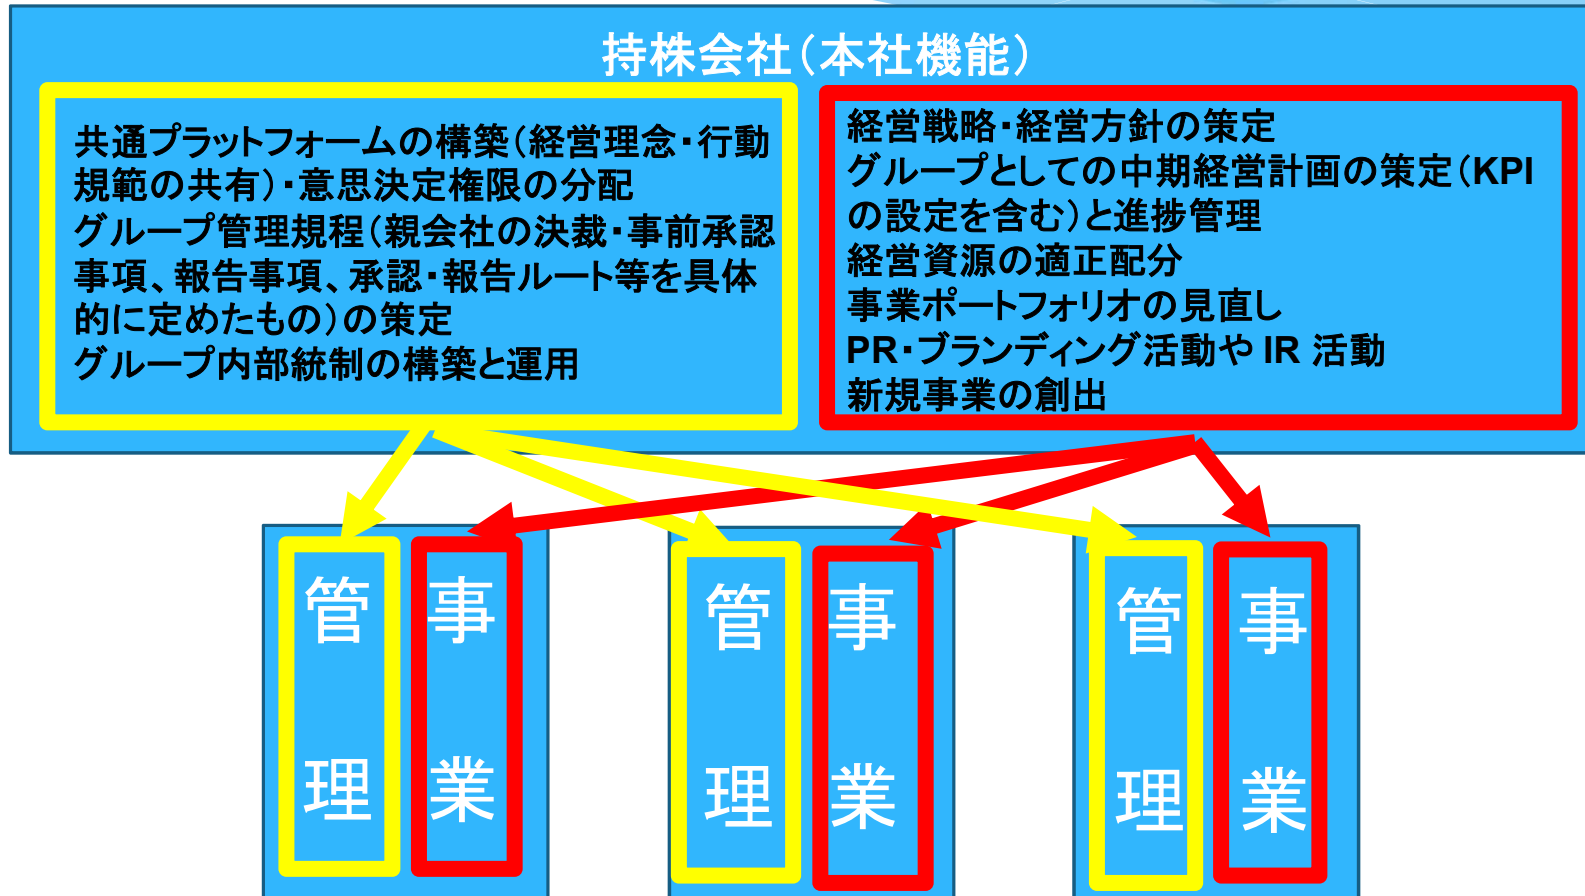 持株会社（本社機能）
共通プラットフォームの構築（経営理念・行動
規範の共有）・意思決定権限の分配
グループ管理規程（親会社の決裁・事前承認
事項、報告事項、承認・報告ルート等を具体
的に定めたもの）の策定
グループ内部統制の構築と運用
経営戦略・経営方針の策定
グループとしての中期経営計画の策定（KPI
の設定を含む）と進捗管理
経営資源の適正配分
事業ポートフォリオの見直し
PR・ブランディング活動や IR 活動
新規事業の創出
管理
事業
管理
事業
管理
事業